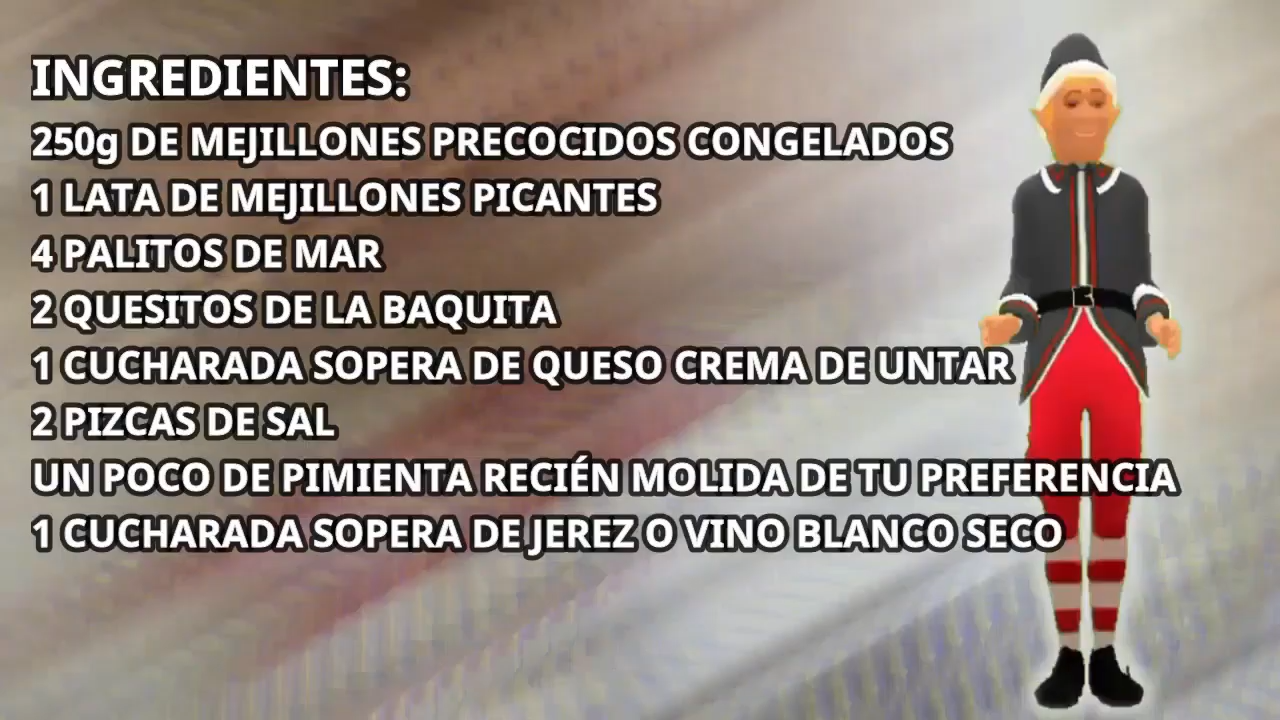 INGREDIENTES:
250g DE MEJILLONES PRECOCIDOS CONGELADOS
1 LATA DE MEJILLONES PICANTES
4 PALITOS DE MAR
2 QUESITOS DE LA BAQUITA
1 CUCHARADA SOPERA DE QUESO CREMA DE UNTAR
2 PIZCAS DE SAL
UN POCO DE PIMIENTA RECIÉN MOLIDA DE TU PREFERENCIA
1 CUCHARADA SOPERA DE JEREZ O VINO BLANCO SECO